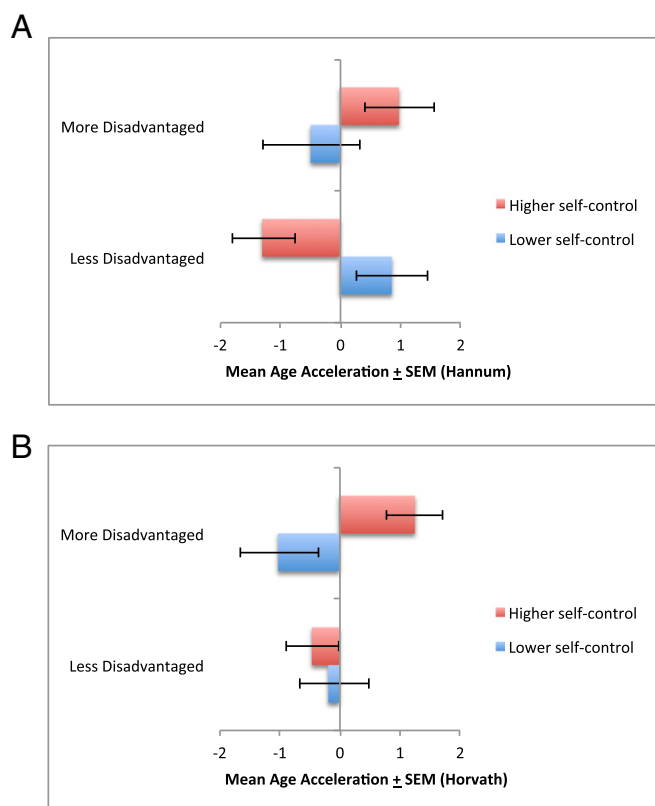 A
More Disadvantaged
Higher self-control
Lower self-control
Less Disadvantaged
-2 -1 0 1 2
Mean Age Acceleration ± SEM (Hannum)
B
More Disadvantaged
Higher self-control
Lower self-control
Less Disadvantaged
-2 -1 0 1 2
Mean Age Acceleration ± SEM (Horvath)